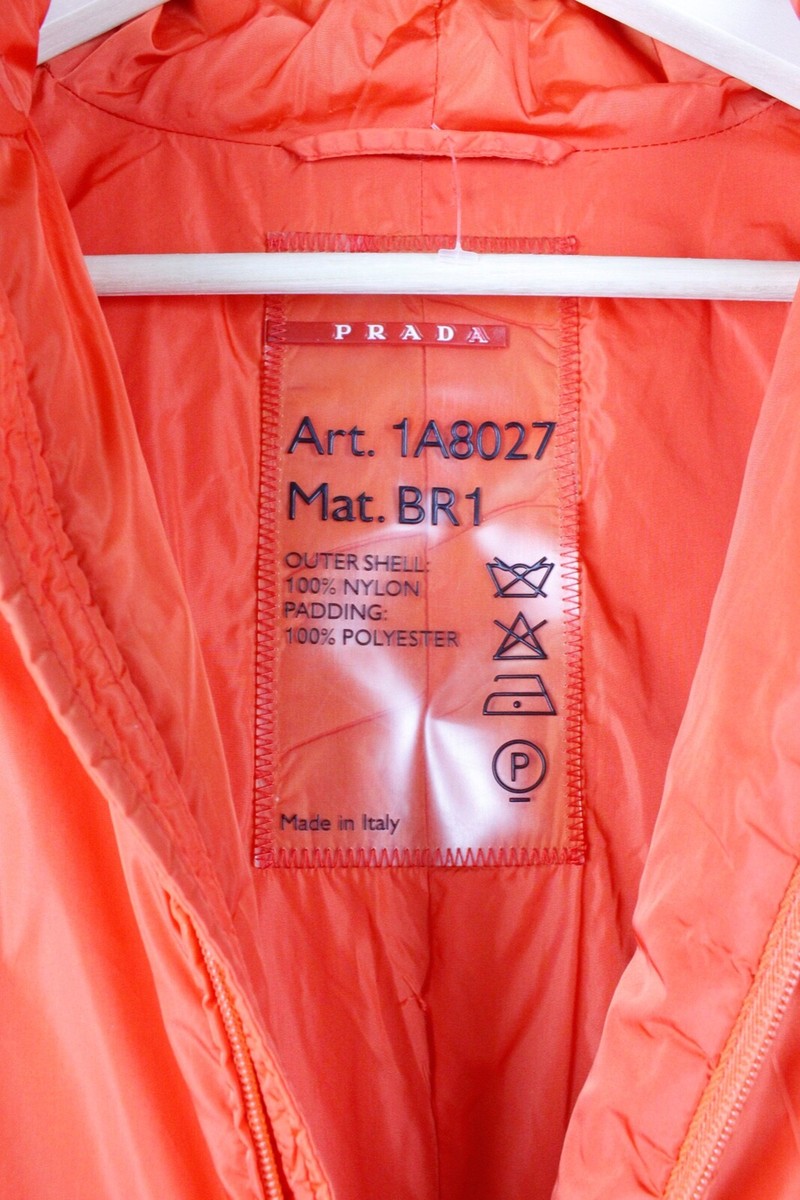 PRADA
Art. 1A8027
Mat. BR1
OUTER SHELL:
100% NYLON
PADDING:
100% POLYESTER
P
Made in Italy